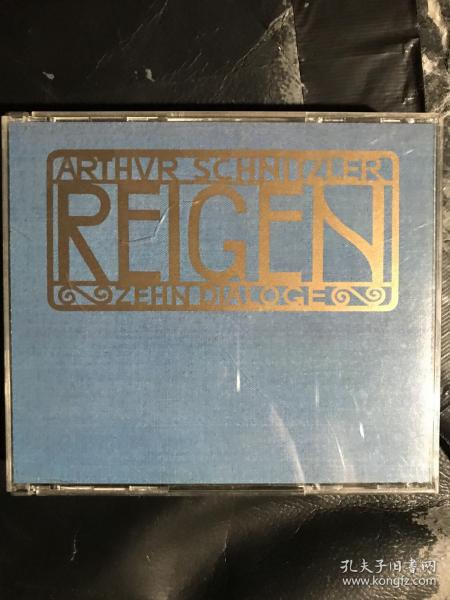 ARTHVR SCHNITZLER
REIGEN
ZEHN DIALOGE
孔夫子旧书网
www.kongfz.com